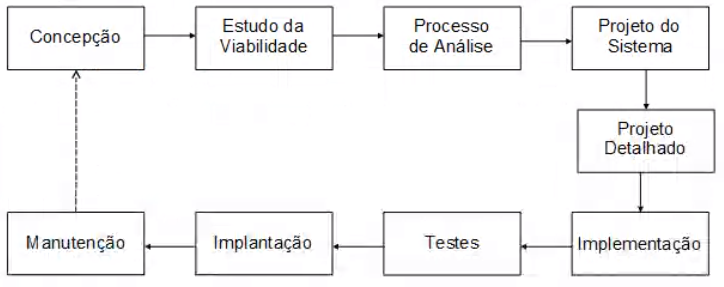 Concepção
Estudo da
Viabilidade
Processo
de Análise
Projeto do
Sistema
Projeto
Detalhado
Implementação
Testes
Implantação
Manutenção